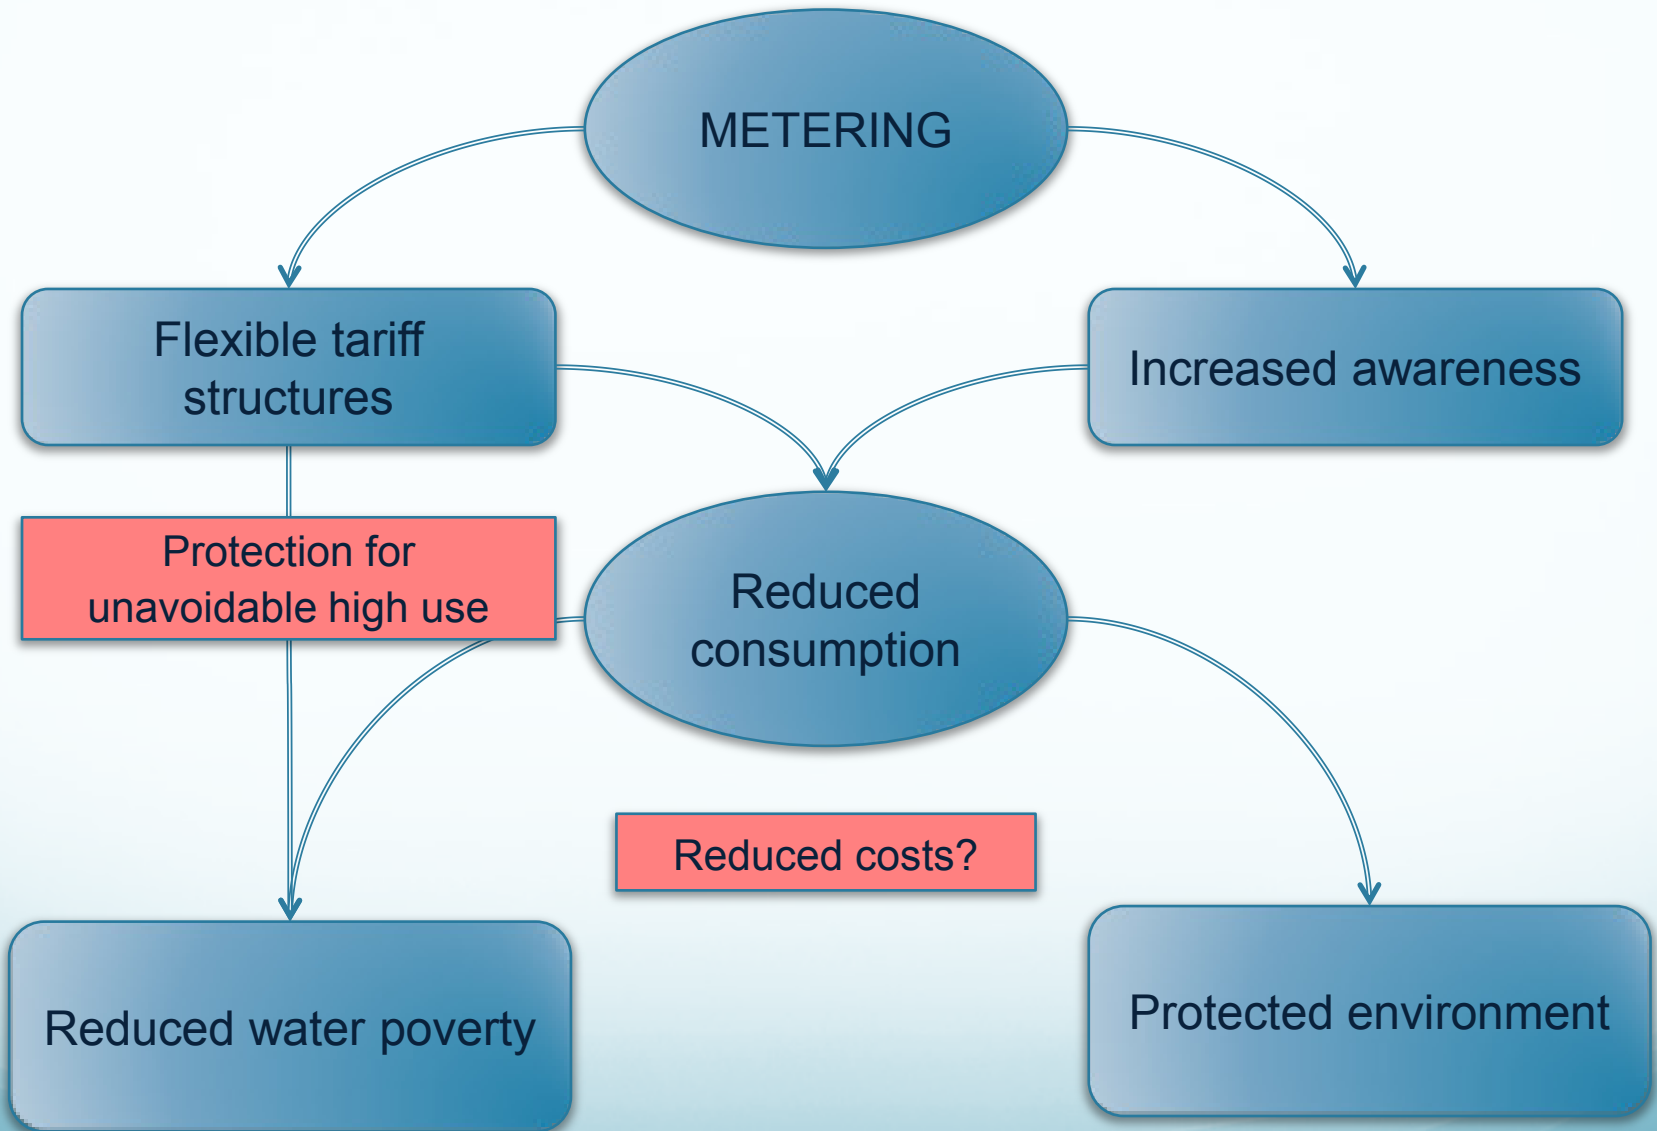 METERING
Flexible tariff
structures
Increased awareness
Protection for
unavoidable high use
Reduced
consumption
Reduced costs?
Reduced water poverty
Protected environment